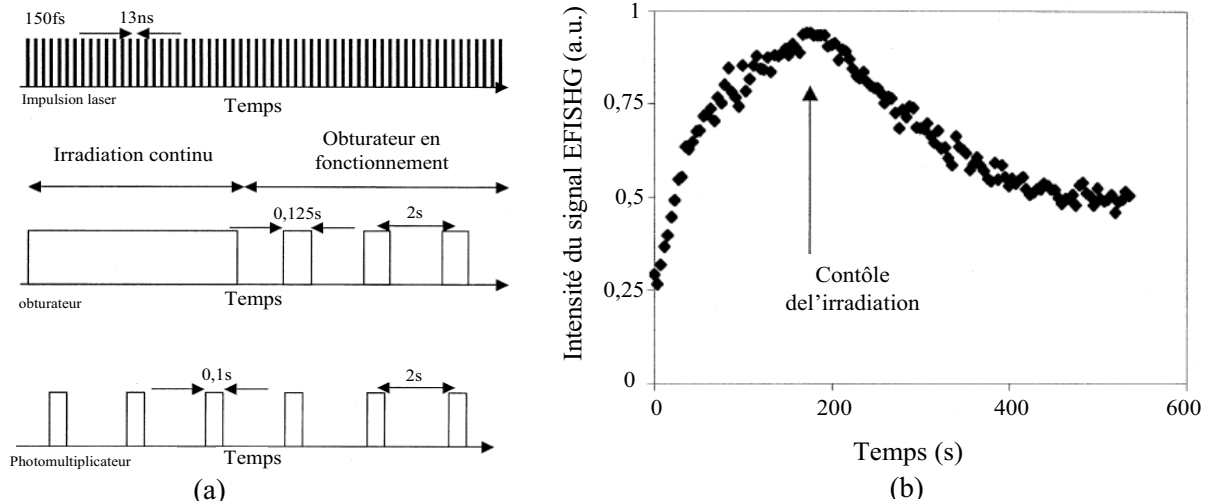 150fs
13ns
Impulsion laser
Temps
Irradiation continu
Obturateur en
fonctionnement
0,125s
2s
obturateur
Temps
0,1s
2s
Photomultiplicateur
Temps
(a)
Intensité du signal EFISHG (a.u.)
1
0,75
0,5
0,25
0
Contôle
del’irradiation
0
200
400
600
Temps (s)
(b)